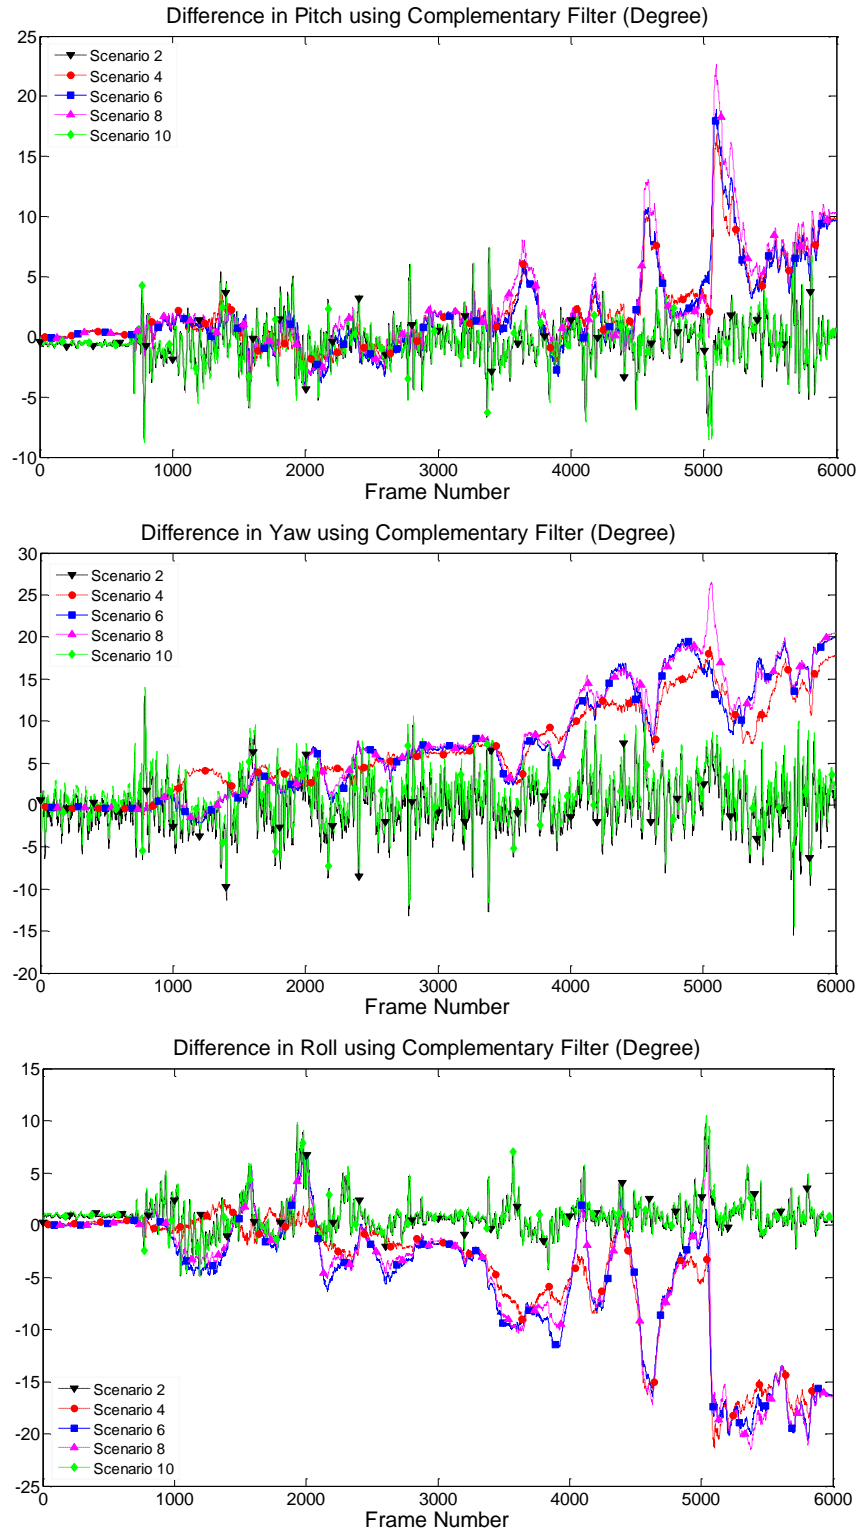 Difference in Pitch using Complementary Filter (Degree)
25
20
15
10
5
0
-5
-10
Scenario 2
Scenario 4
Scenario 6
Scenario 8
Scenario 10
0 1000 2000 3000 4000 5000 6000
Frame Number
Difference in Yaw using Complementary Filter (Degree)
30
25
20
15
10
5
0
-5
-10
-15
-20
Scenario 2
Scenario 4
Scenario 6
Scenario 8
Scenario 10
0 1000 2000 3000 4000 5000 6000
Frame Number
Difference in Roll using Complementary Filter (Degree)
15
10
5
0
-5
-10
-15
-20
-25
Scenario 2
Scenario 4
Scenario 6
Scenario 8
Scenario 10
0 1000 2000 3000 4000 5000 6000
Frame Number